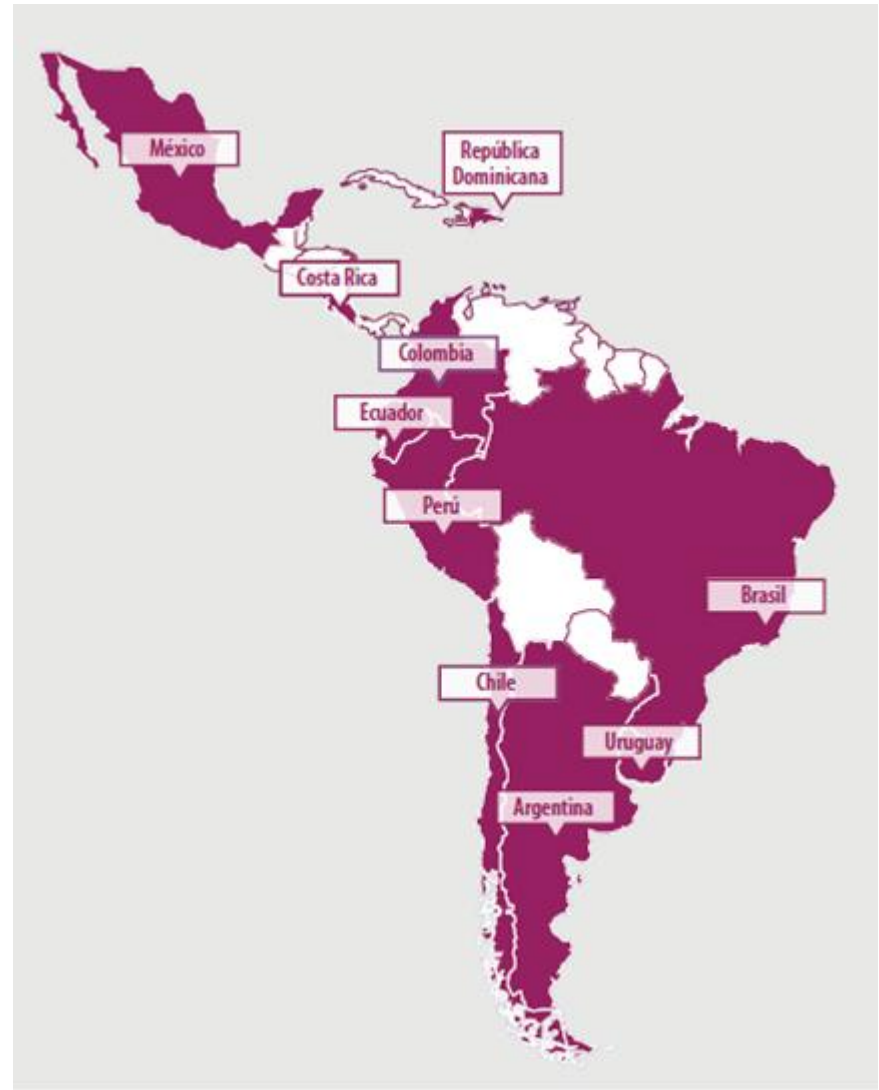 México
República
Dominicana
Costa Rica
Colombia
Ecuador
Perú
Brasil
Chile
Uruguay
Argentina